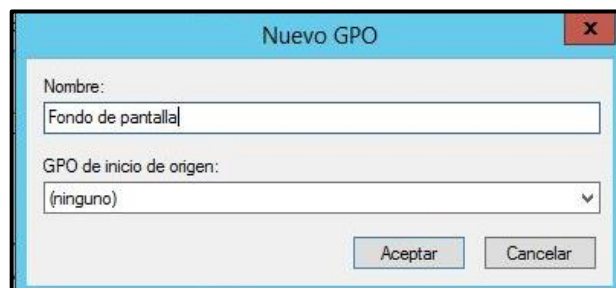 Nuevo GPO
x
Nombre:
Fondo de pantalla
GPO de inicio de origen:
(ninguno)
Aceptar
Cancelar